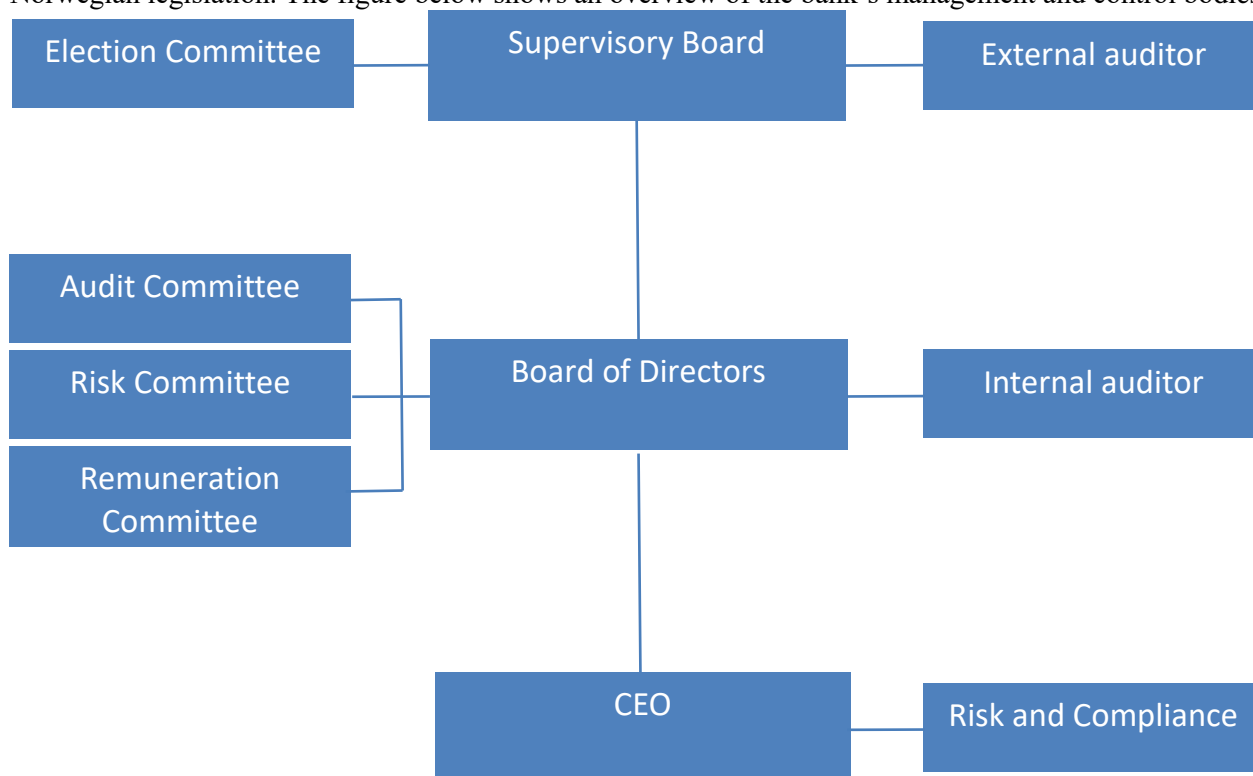 Norwegian legislation. The figure below shows an overview of the bank's management and control bodies
Election Committee
Supervisory Board
External auditor
Audit Committee
Risk Committee
Remuneration
Committee
Board of Directors
Internal auditor
CEO
Risk and Compliance